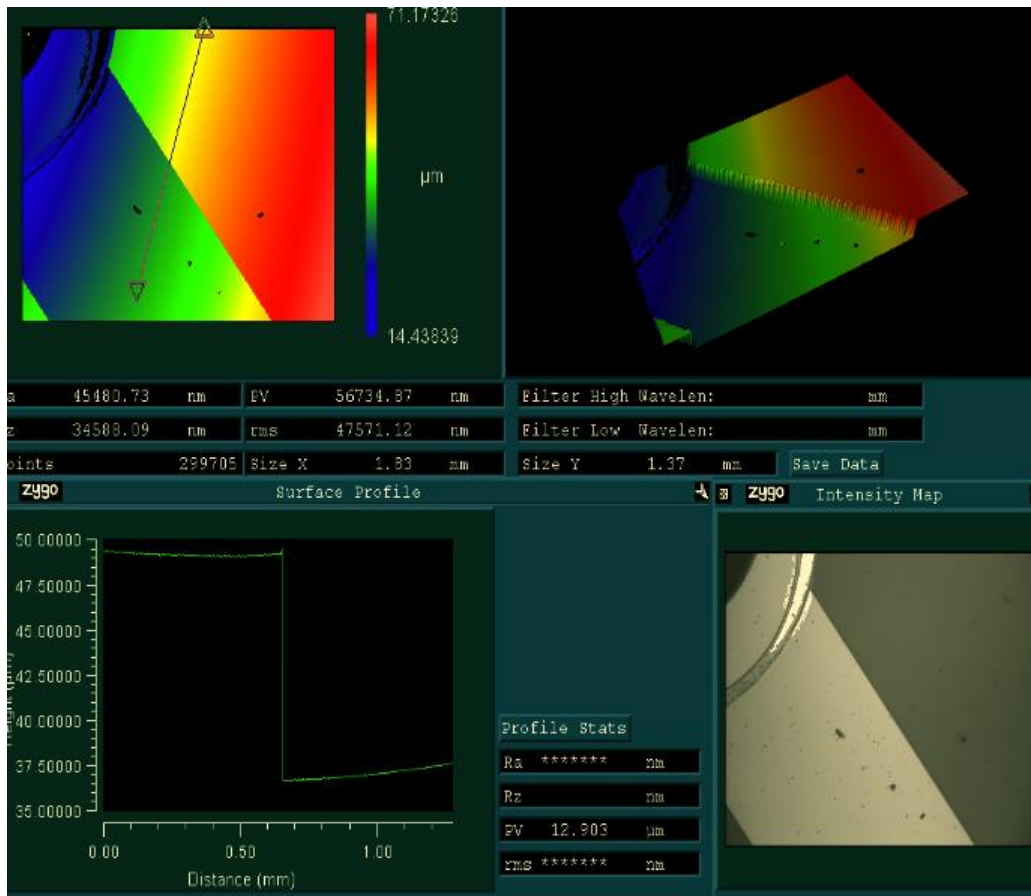 71.17326
µm
14.43839
a 45480.73 nm PV 56734.87 nm Filter High Wavelen: mm
z 34588.09 nm rms 47571.12 nm Filter Low Wavelen: mm
oints 299705 Size X 1.83 mm Size Y 1.37 mm Save Data
zygo Surface Profile zygo Intensity Map
50.00000
47.50000
45.00000
42.50000
40.00000
37.50000
35.00000
Height (µm)
0.00 0.50 1.00
Distance (mm)
Profile Stats
Ra ******* nm
Rz nm
PV 12.903 µm
rms ******* nm